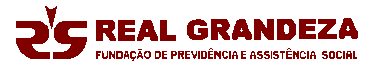 REAL GRANDEZA
FUNDAÇÃO DE PREVIDÊNCIA E ASSISTÊNCIA SOCIAL